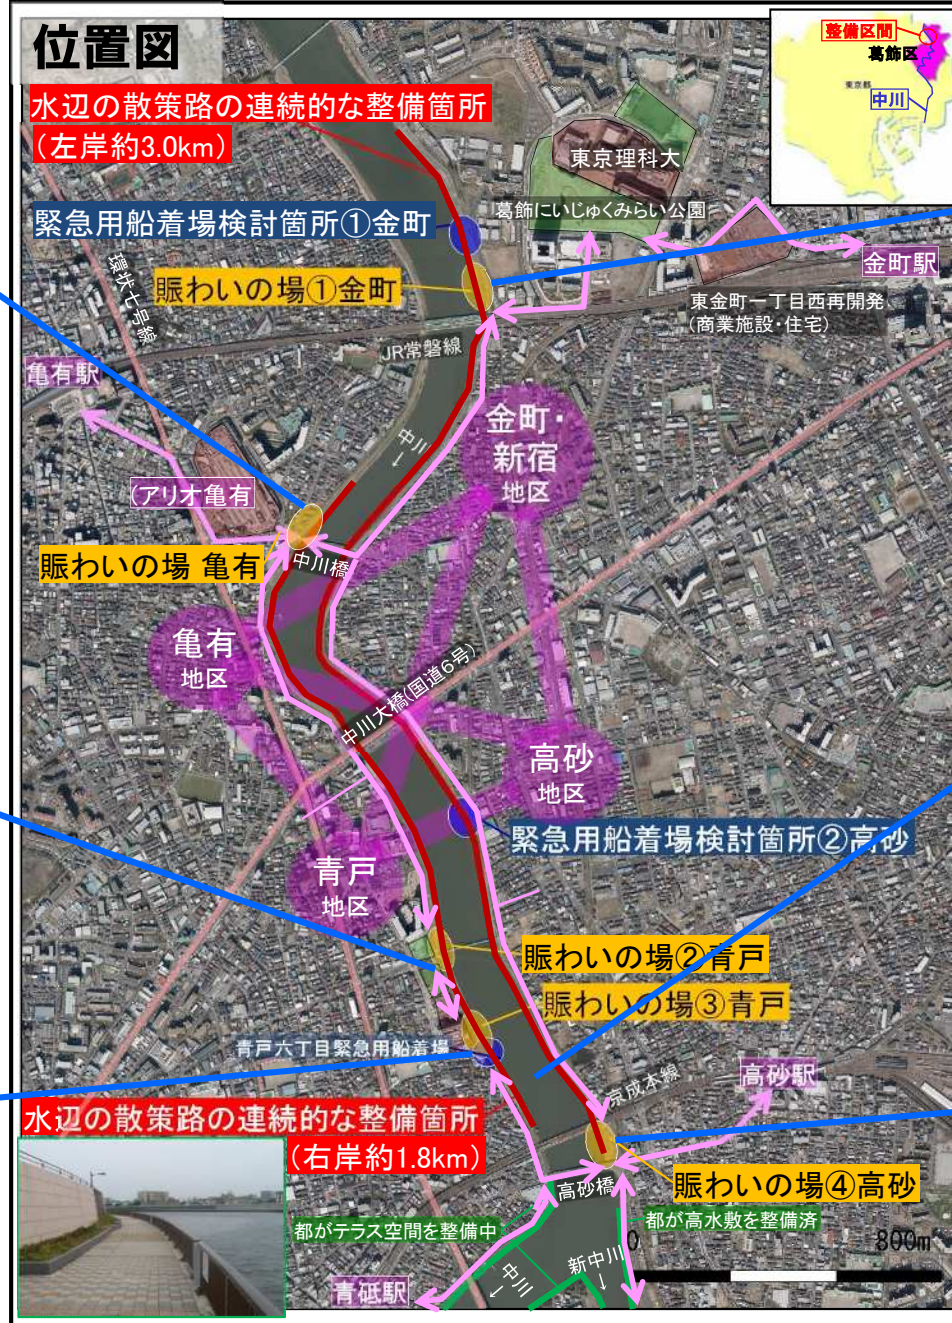 位置図
整備区間
葛飾区
東京都
中川
水辺の散策路の連続的な整備箇所
(左岸約3.0km)
東京理科大
緊急用船着場検討箇所①金町
葛飾にいじゅくみらい公園
金町駅
環状七号線
賑わいの場①金町
東金町一丁目西再開発
(商業施設・住宅)
JR常磐線
亀有駅
金町・
新宿
地区
中川
→
(アリオ亀有
賑わいの場 亀有
中川橋
亀有
地区
中川大橋(国道6号)
高砂
地区
緊急用船着場検討箇所②高砂
青戸
地区
賑わいの場②青戸
賑わいの場③青戸
青戸六丁目緊急用船着場
京成本線
高砂駅
水辺の散策路の連続的な整備箇所
(右岸約1.8km)
高砂橋
賑わいの場④高砂
都がテラス空間を整備中
都が高水敷を整備済
0
800m
中川
→
新中川
→
青砥駅